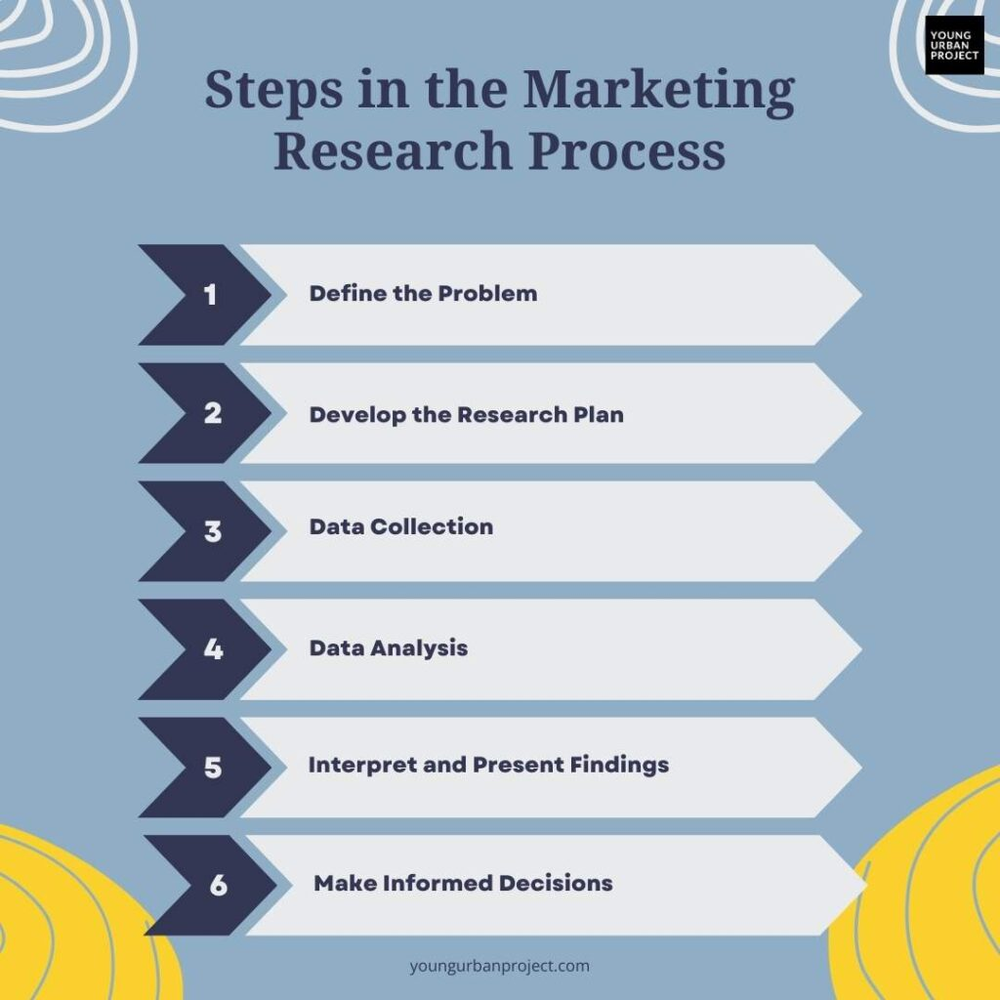 YOUNG
URBAN
PROJECT
Steps in the Marketing
Research Process
1
Define the Problem
2
Develop the Research Plan
3
Data Collection
4
Data Analysis
5
Interpret and Present Findings
6
Make Informed Decisions
youngurbanproject.com